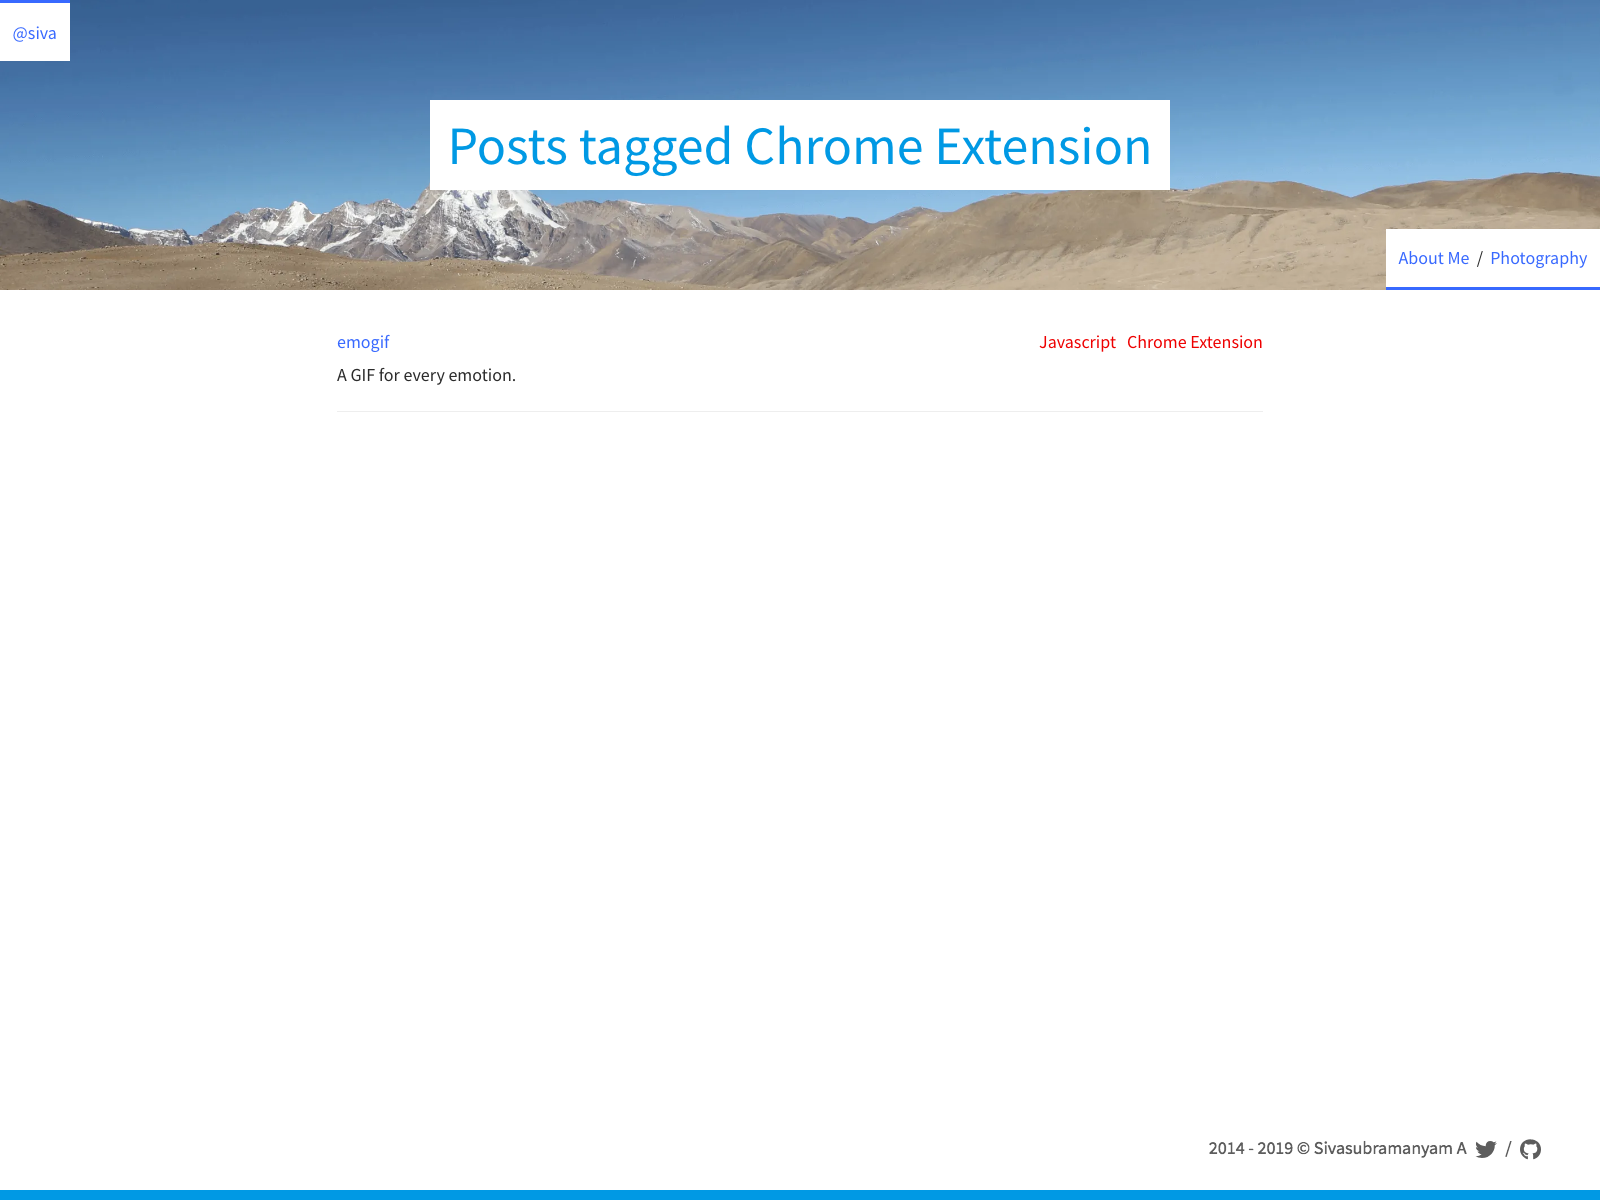 @siva
Posts tagged Chrome Extension
About Me / Photography
emogif Javascript Chrome Extension
A GIF for every emotion.
2014 - 2019 © Sivasubramanyam A /